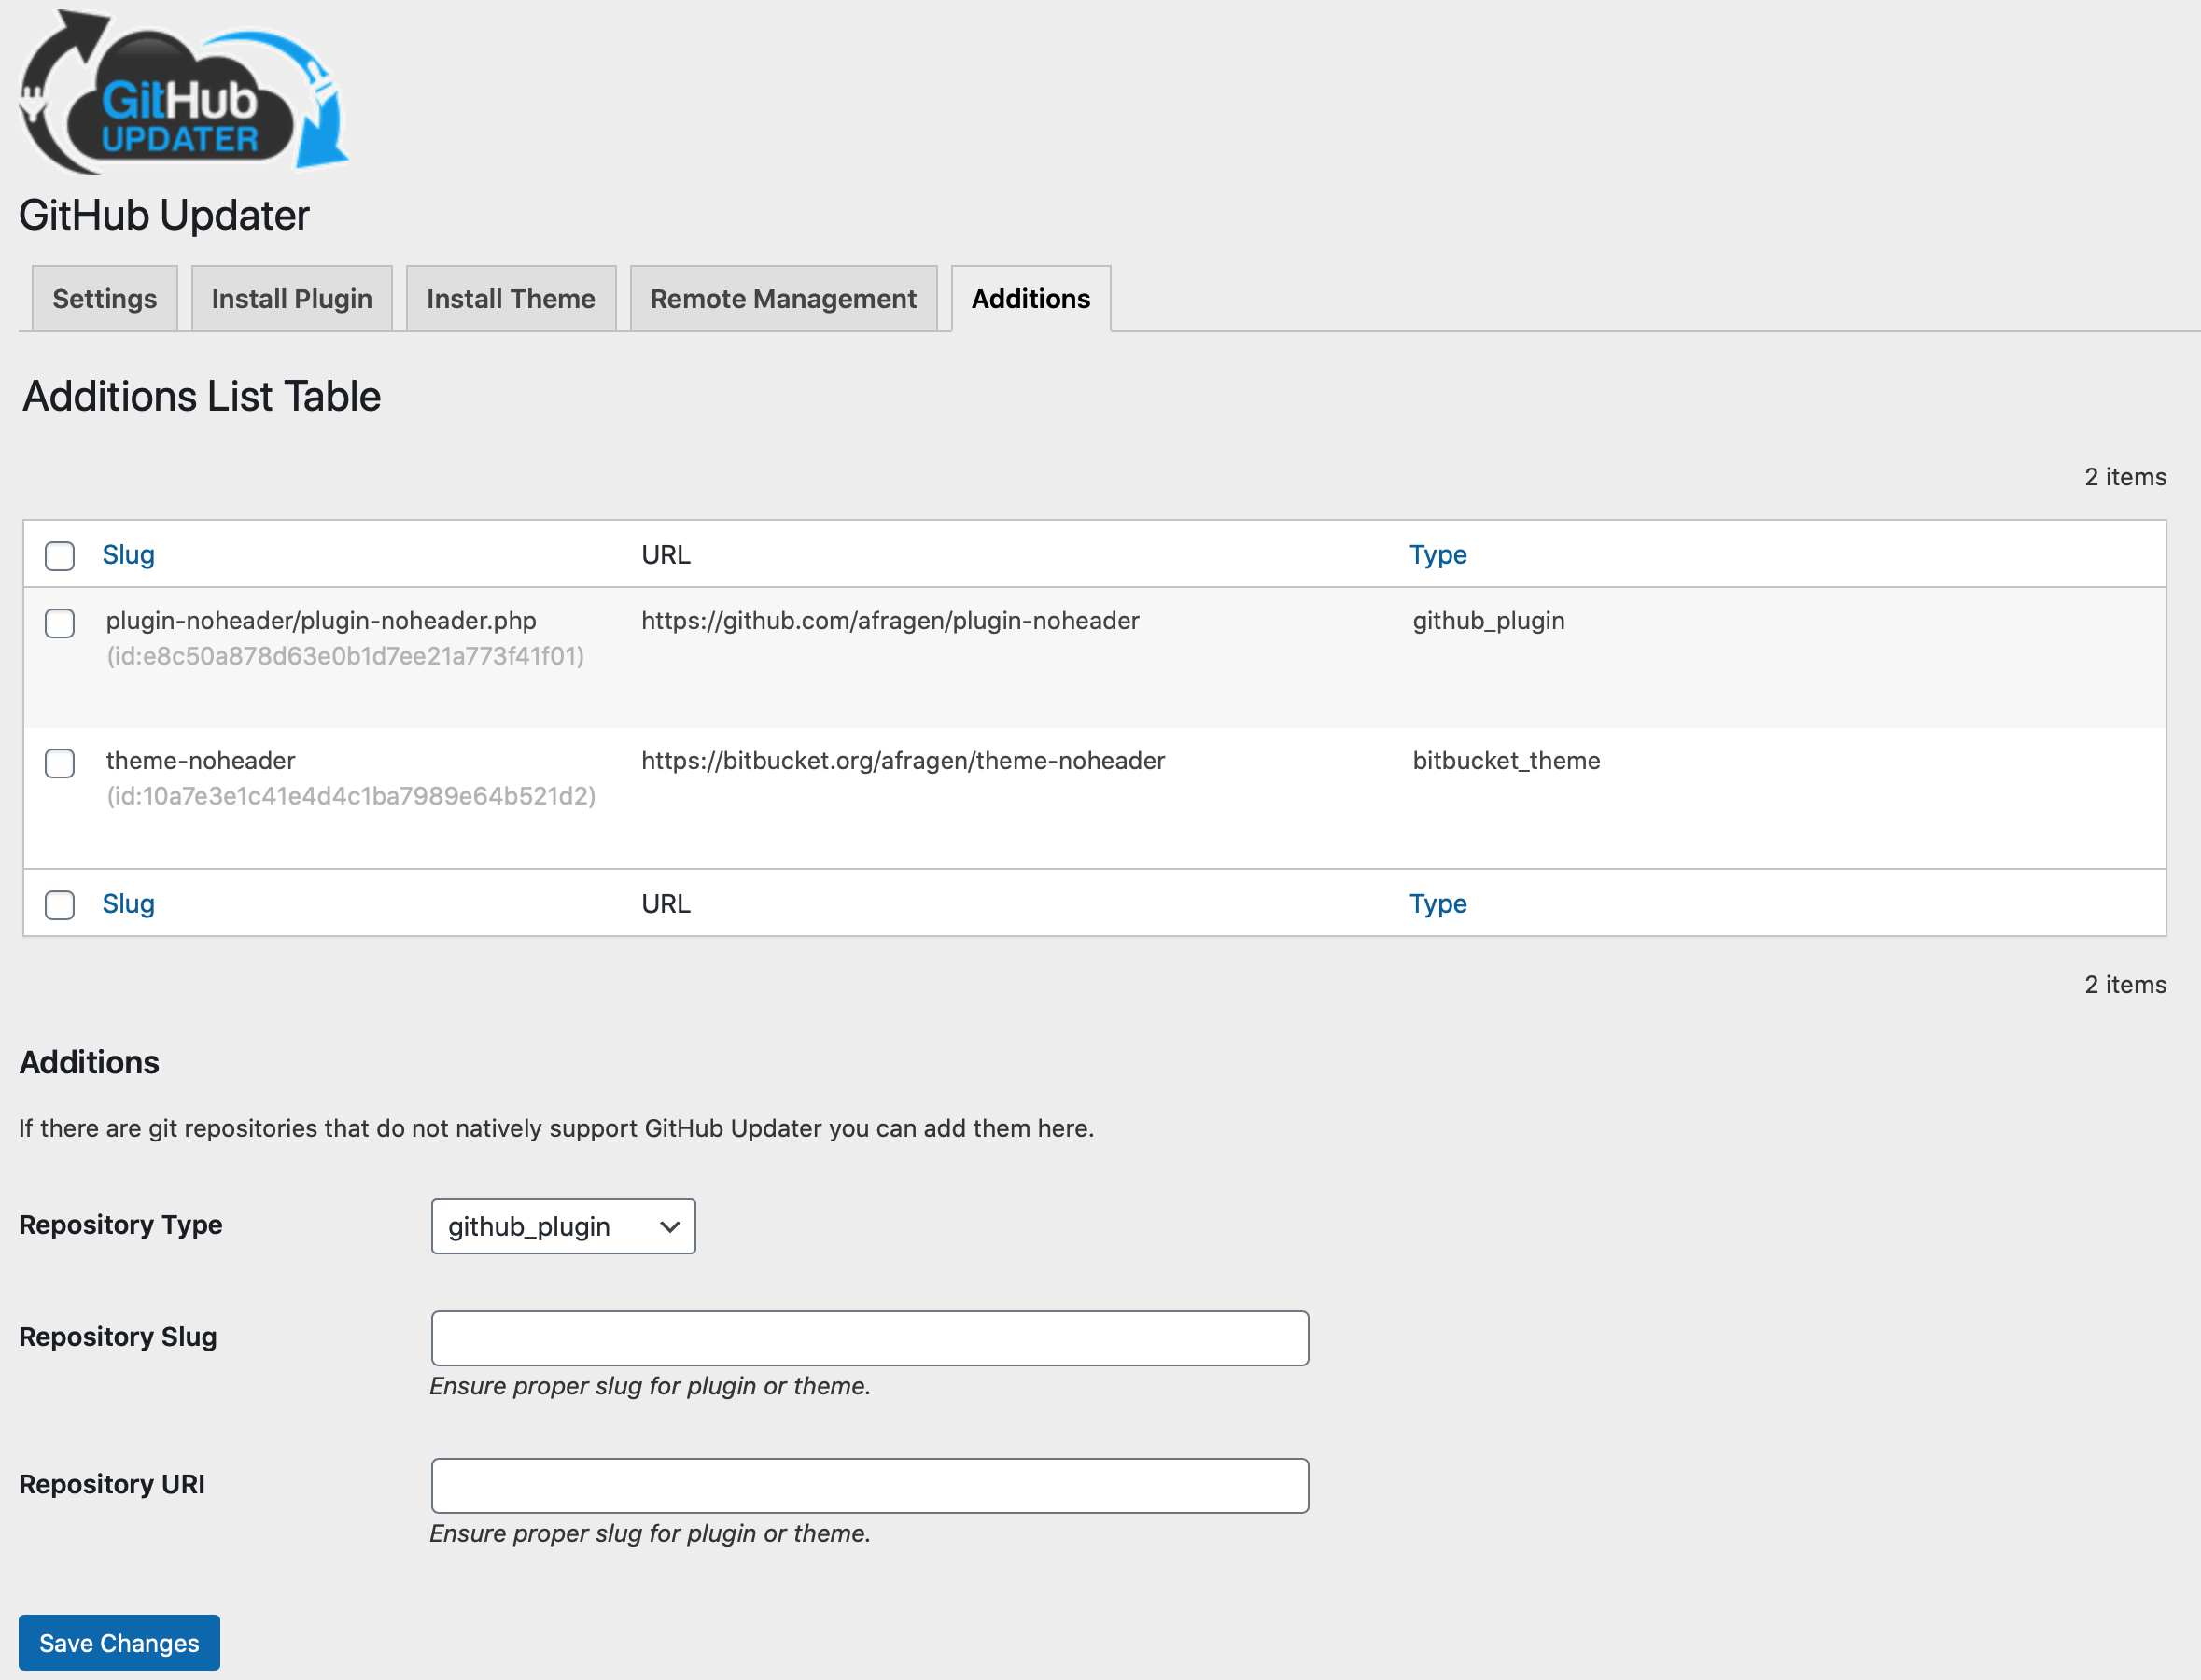 GitHub
UPDATER
GitHub Updater
Settings Install Plugin Install Theme Remote Management Additions
Additions List Table
2 items
Slug URL Type
plugin-noheader/plugin-noheader.php https://github.com/afragen/plugin-noheader github_plugin
(id:e8c50a878d63e0b1d7ee21a773f41f01)
theme-noheader https://bitbucket.org/afragen/theme-noheader bitbucket_theme
(id:10a7e3e1c41e4d4c1ba7989e64b521d2)
Slug URL Type
2 items
Additions
If there are git repositories that do not natively support GitHub Updater you can add them here.
Repository Type github_plugin
Repository Slug
Ensure proper slug for plugin or theme.
Repository URI
Ensure proper slug for plugin or theme.
Save Changes